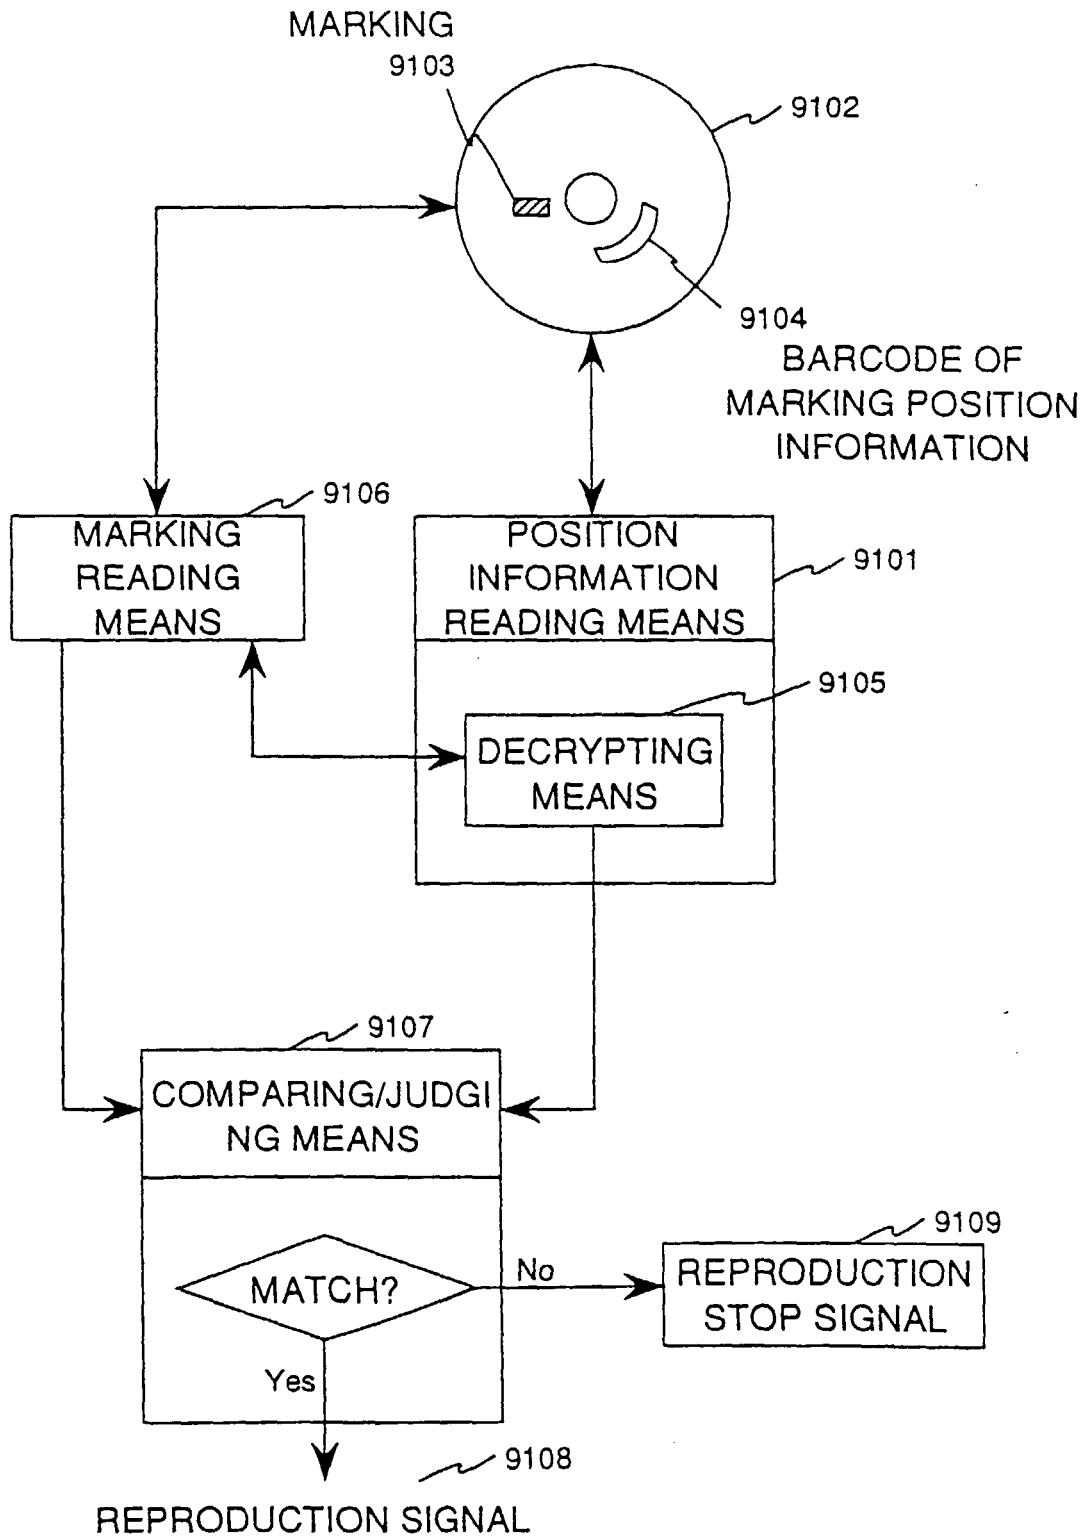 MARKING
9103
9102
9104
BARCODE OF
MARKING POSITION
INFORMATION
9106
MARKING
READING
MEANS
POSITION
INFORMATION
READING MEANS
9101
9105
DECRYPTING
MEANS
9107
COMPARING/JUDGI
NG MEANS
MATCH?
No
9109
REPRODUCTION
STOP SIGNAL
Yes
9108
REPRODUCTION SIGNAL